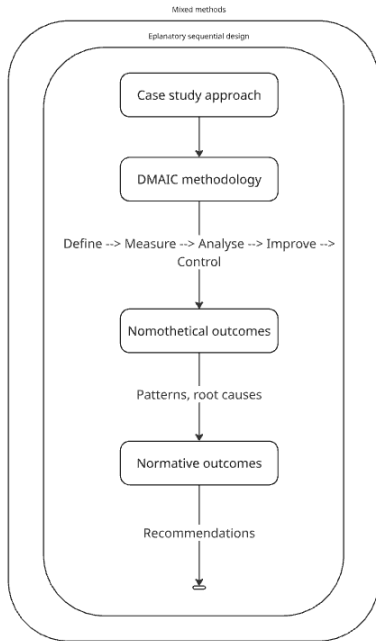 Mixed methods
Eplanatory sequential design
Case study approach
DMAIC methodology
Define --> Measure --> Analyse --> Improve -->
Control
Nomothetical outcomes
Patterns, root causes
Normative outcomes
Recommendations